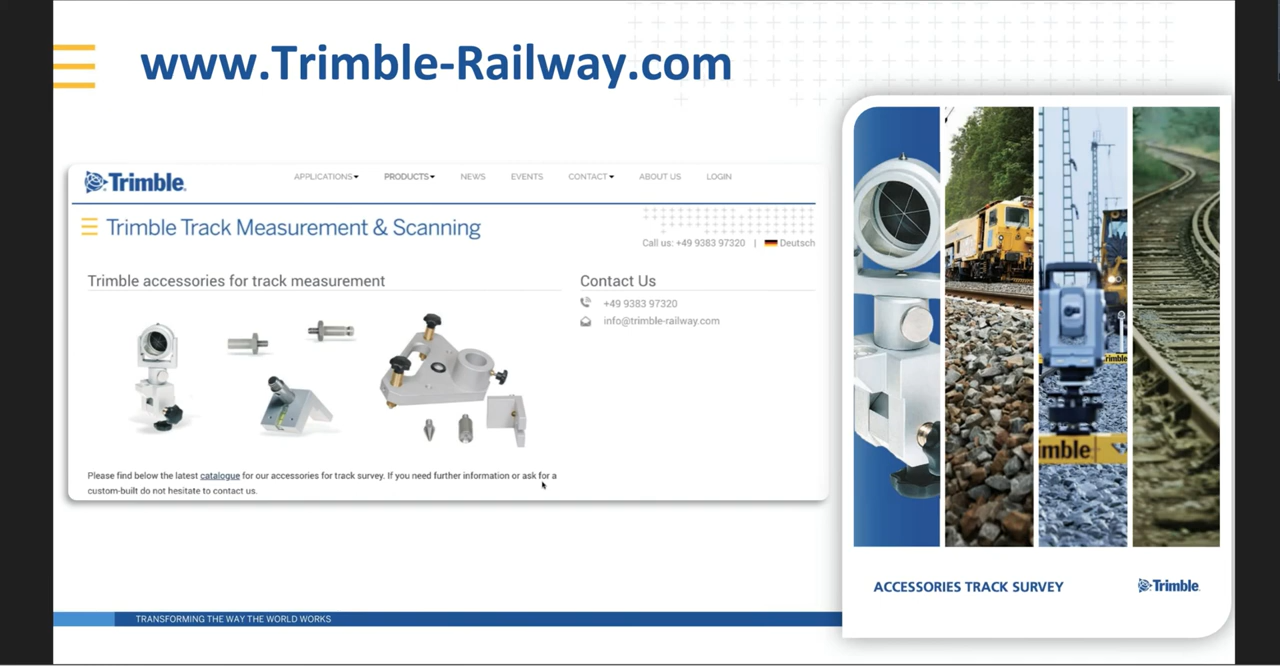 www.Trimble-Railway.com
Trimble.
APPLICATIONS
PRODUCTS
NEWS
EVENTS
CONTACT
ABOUT US
LOGIN
Trimble Track Measurement & Scanning
Call us: +49 9383 97320 | Deutsch
Trimble accessories for track measurement
Contact Us
+49 9383 97320
info@trimble-railway.com
Please find below the latest catalogue for our accessories for track survey. If you need further information or ask for a
custom-built do not hesitate to contact us.
Trimble
imble
ACCESSORIES TRACK SURVEY
Trimble.
TRANSFORMING THE WAY THE WORLD WORKS